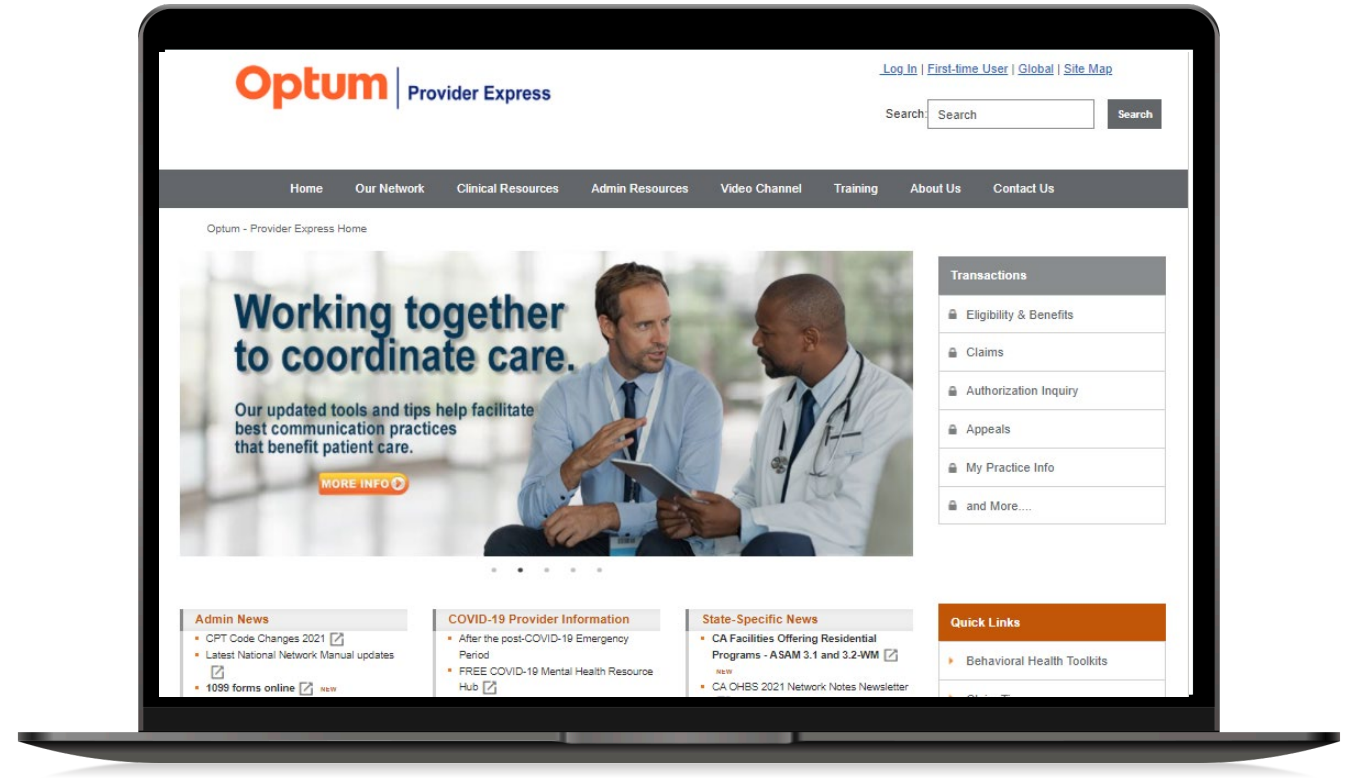 Optum | Provider Express
Log In | First-time User | Global | Site Map
Search: Search Search
Home Our Network Clinical Resources Admin Resources Video Channel Training About Us Contact Us
Optum - Provider Express Home
Working together
to coordinate care.
Our updated tools and tips help facilitate
best communication practices
that benefit patient care.
MORE INFO
Transactions
Eligibility & Benefits
Claims
Authorization Inquiry
Appeals
My Practice Info
and More....
Admin News
CPT Code Changes 2021
Latest National Network Manual updates
1099 forms online NEW
COVID-19 Provider Information
After the post-COVID-19 Emergency
Period
FREE COVID-19 Mental Health Resource
Hub
State-Specific News
CA Facilities Offering Residential
Programs - ASAM 3.1 and 3.2-WM
NEW
CA OHBS 2021 Network Notes Newsletter
Quick Links
Behavioral Health Toolkits